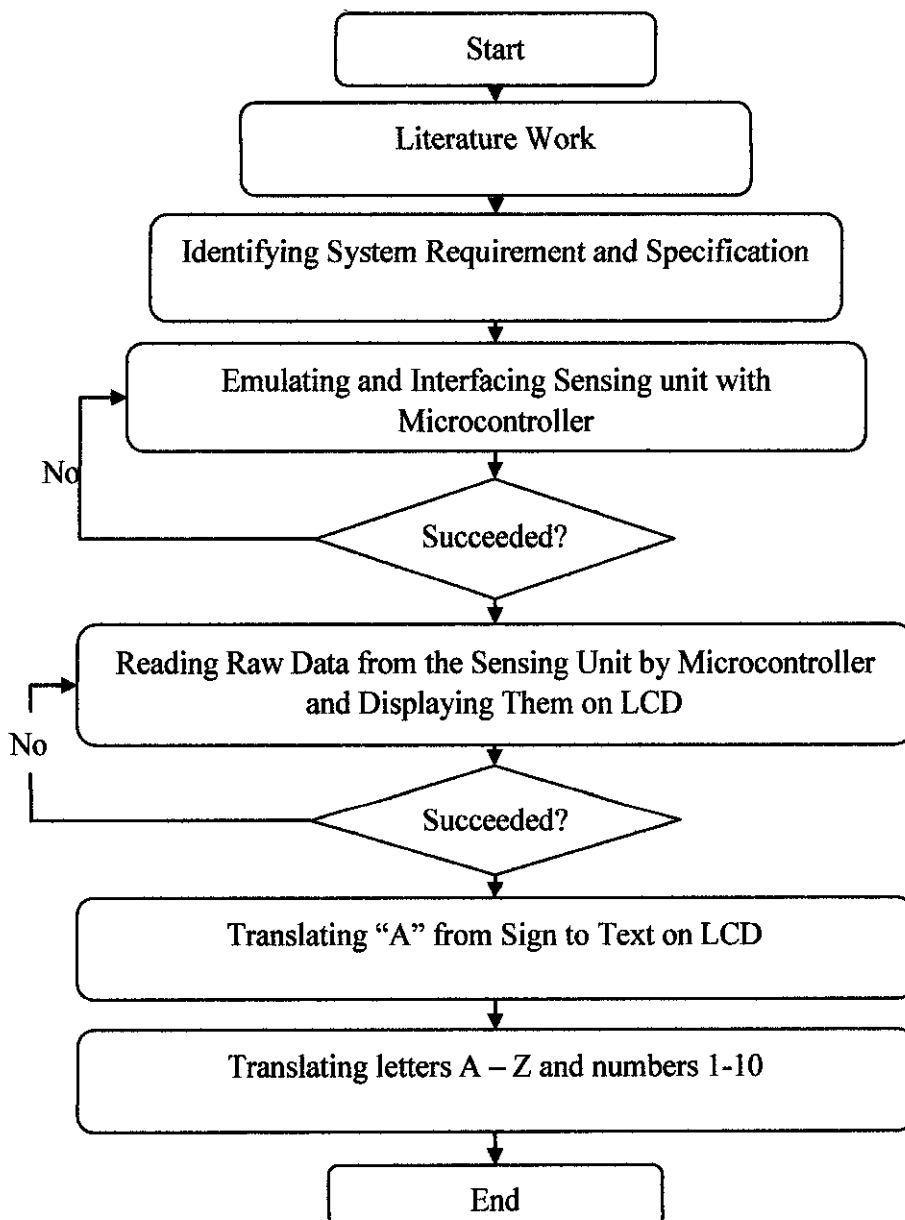 Start
Literature Work
Identifying System Requirement and Specification
Emulating and Interfacing Sensing unit with
Microcontroller
No
Succeeded?
Reading Raw Data from the Sensing Unit by Microcontroller
and Displaying Them on LCD
No
Succeeded?
Translating “A” from Sign to Text on LCD
Translating letters A – Z and numbers 1-10
End